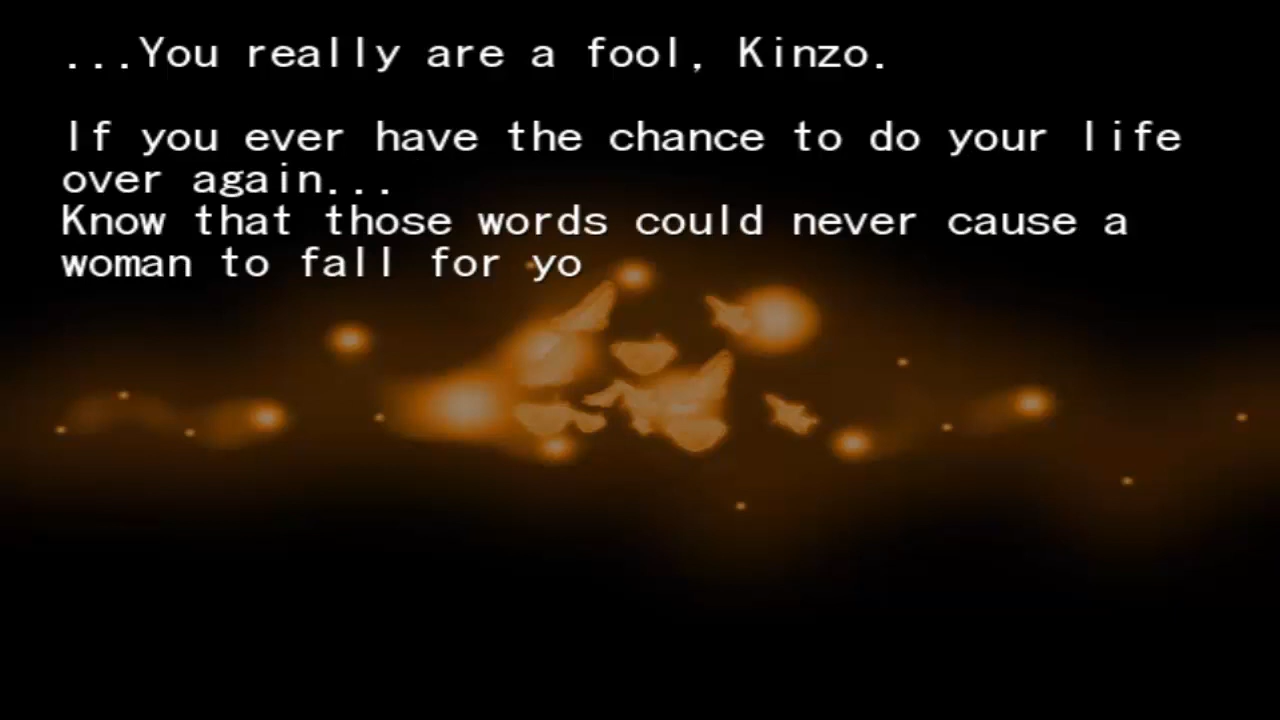 ...You really are a fool, Kinzo.
If you ever have the chance to do your life
over again...
Know that those words could never cause a
woman to fall for yo